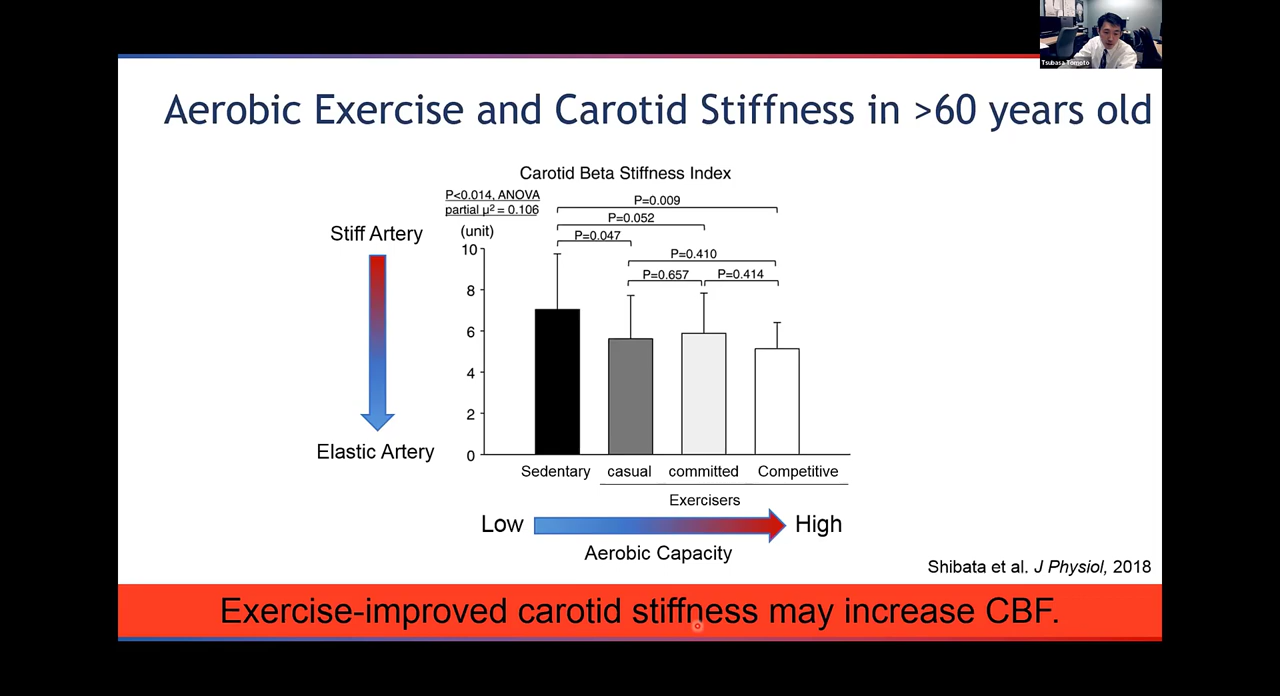 Tsubasa Tomoto
Aerobic Exercise and Carotid Stiffness in >60 years old
Carotid Beta Stiffness Index
P<0.014, ANOVA
partial µ² = 0.106
P=0.009
P=0.052
P=0.047
P=0.410
P=0.657
P=0.414
(unit)
10
8
6
4
2
0
Stiff Artery
Elastic Artery
Sedentary casual committed Competitive
Exercisers
Low High
Aerobic Capacity
Shibata et al. J Physiol, 2018
Exercise-improved carotid stiffness may increase CBF.